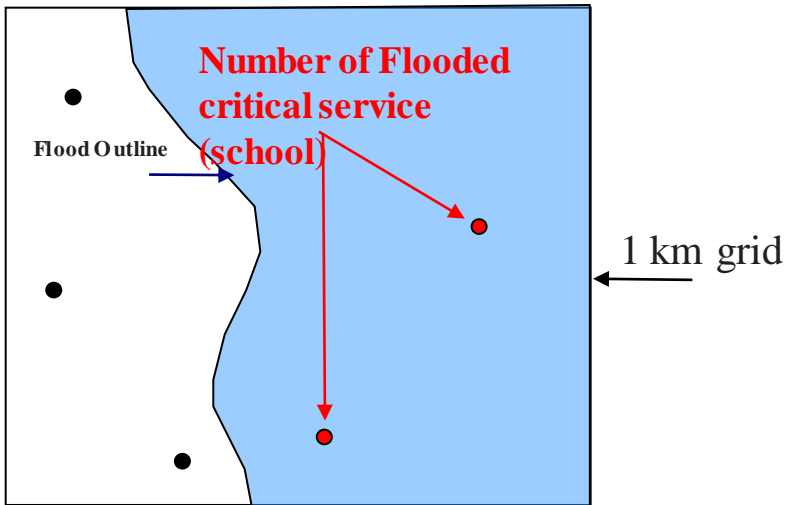 Number of Flooded
critical service
(school)
Flood Outline
1 km grid